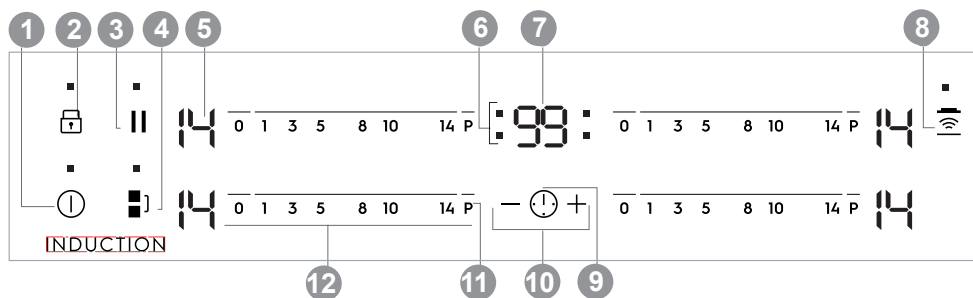 1 2 3 4 5 6 7 8
14 0 1 3 5 8 10 14 P 99 0 1 3 5 8 10 14 P 14
14 0 1 3 5 8 10 14 P − + 0 1 3 5 8 10 14 P 14
INDUCTION
12 11 10 9